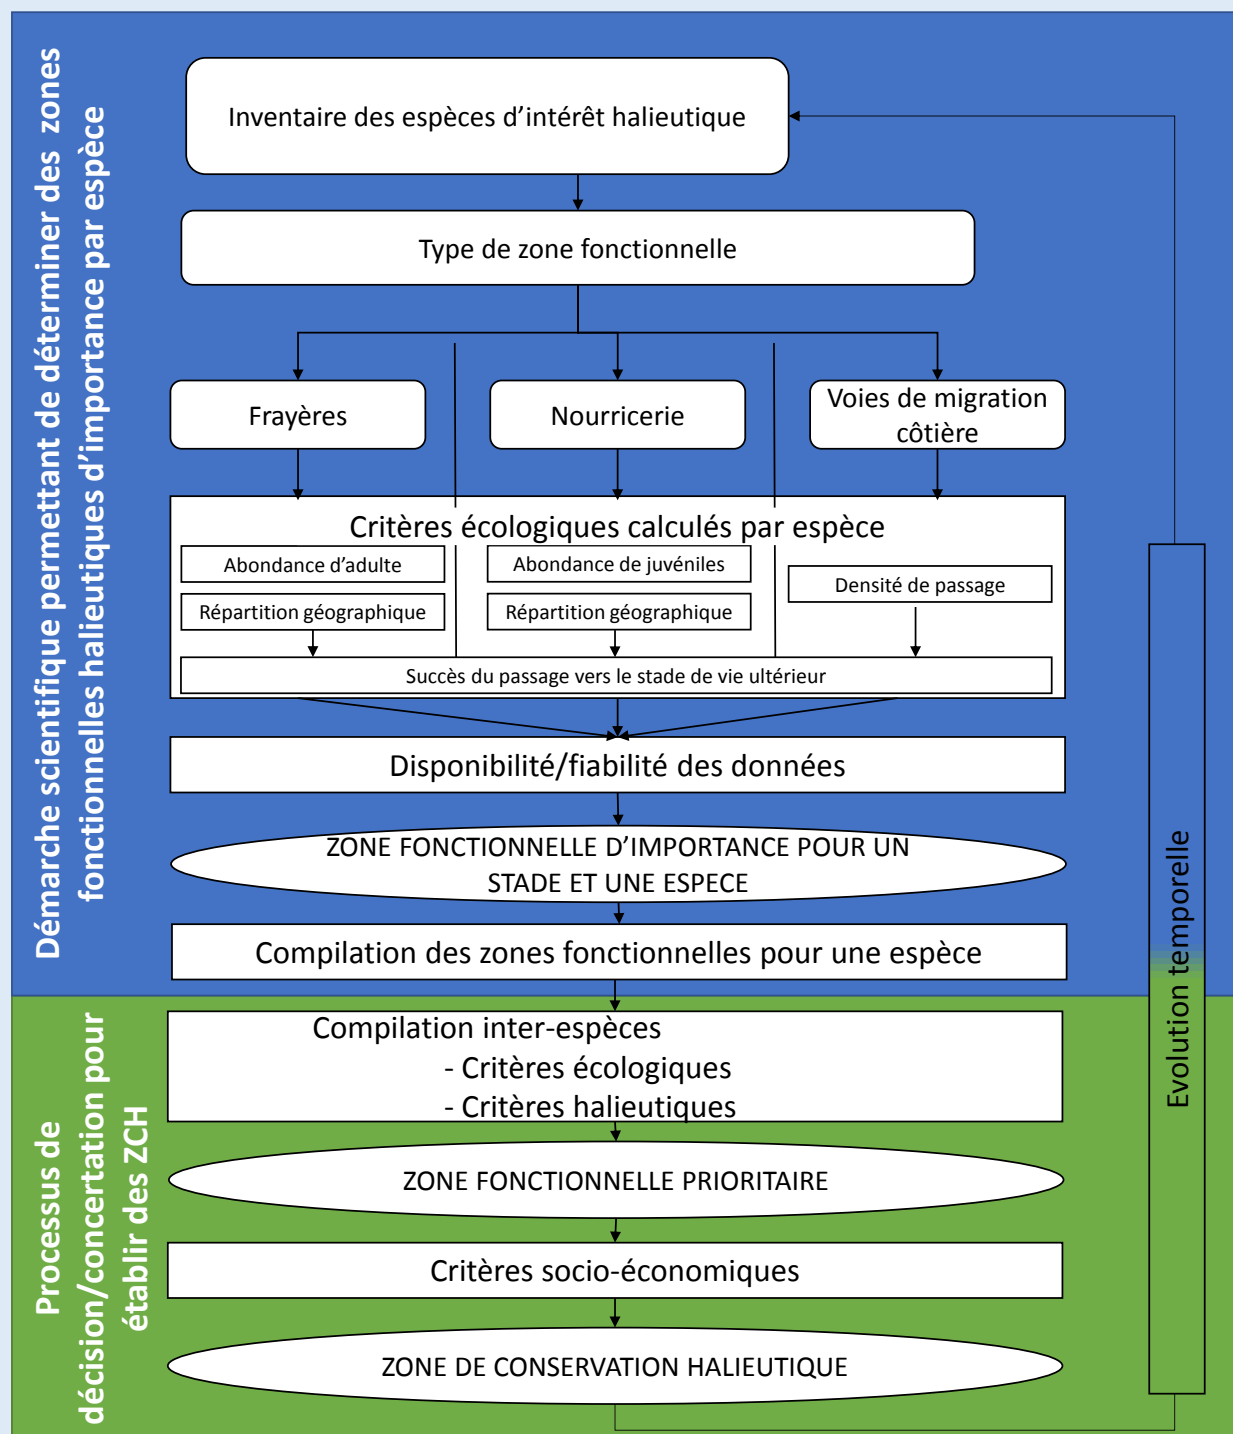 Démarche scientifique permettant de déterminer des zones
fonctionnelles halieutiques d'importance par espèce
Inventaire des espèces d'intérêt halieutique
Type de zone fonctionnelle
Frayères
Nourricerie
Voies de migration
côtière
Critères écologiques calculés par espèce
Abondance d'adulte
Abondance de juvéniles
Densité de passage
Répartition géographique
Répartition géographique
Succès du passage vers le stade de vie ultérieur
Disponibilité/fiabilité des données
ZONE FONCTIONNELLE D'IMPORTANCE POUR UN
STADE ET UNE ESPECE
Compilation des zones fonctionnelles pour une espèce
Evolution temporelle
Processus de
décision/concertation pour
établir des ZCH
Compilation inter-espèces
- Critères écologiques
- Critères halieutiques
ZONE FONCTIONNELLE PRIORITAIRE
Critères socio-économiques
ZONE DE CONSERVATION HALIEUTIQUE